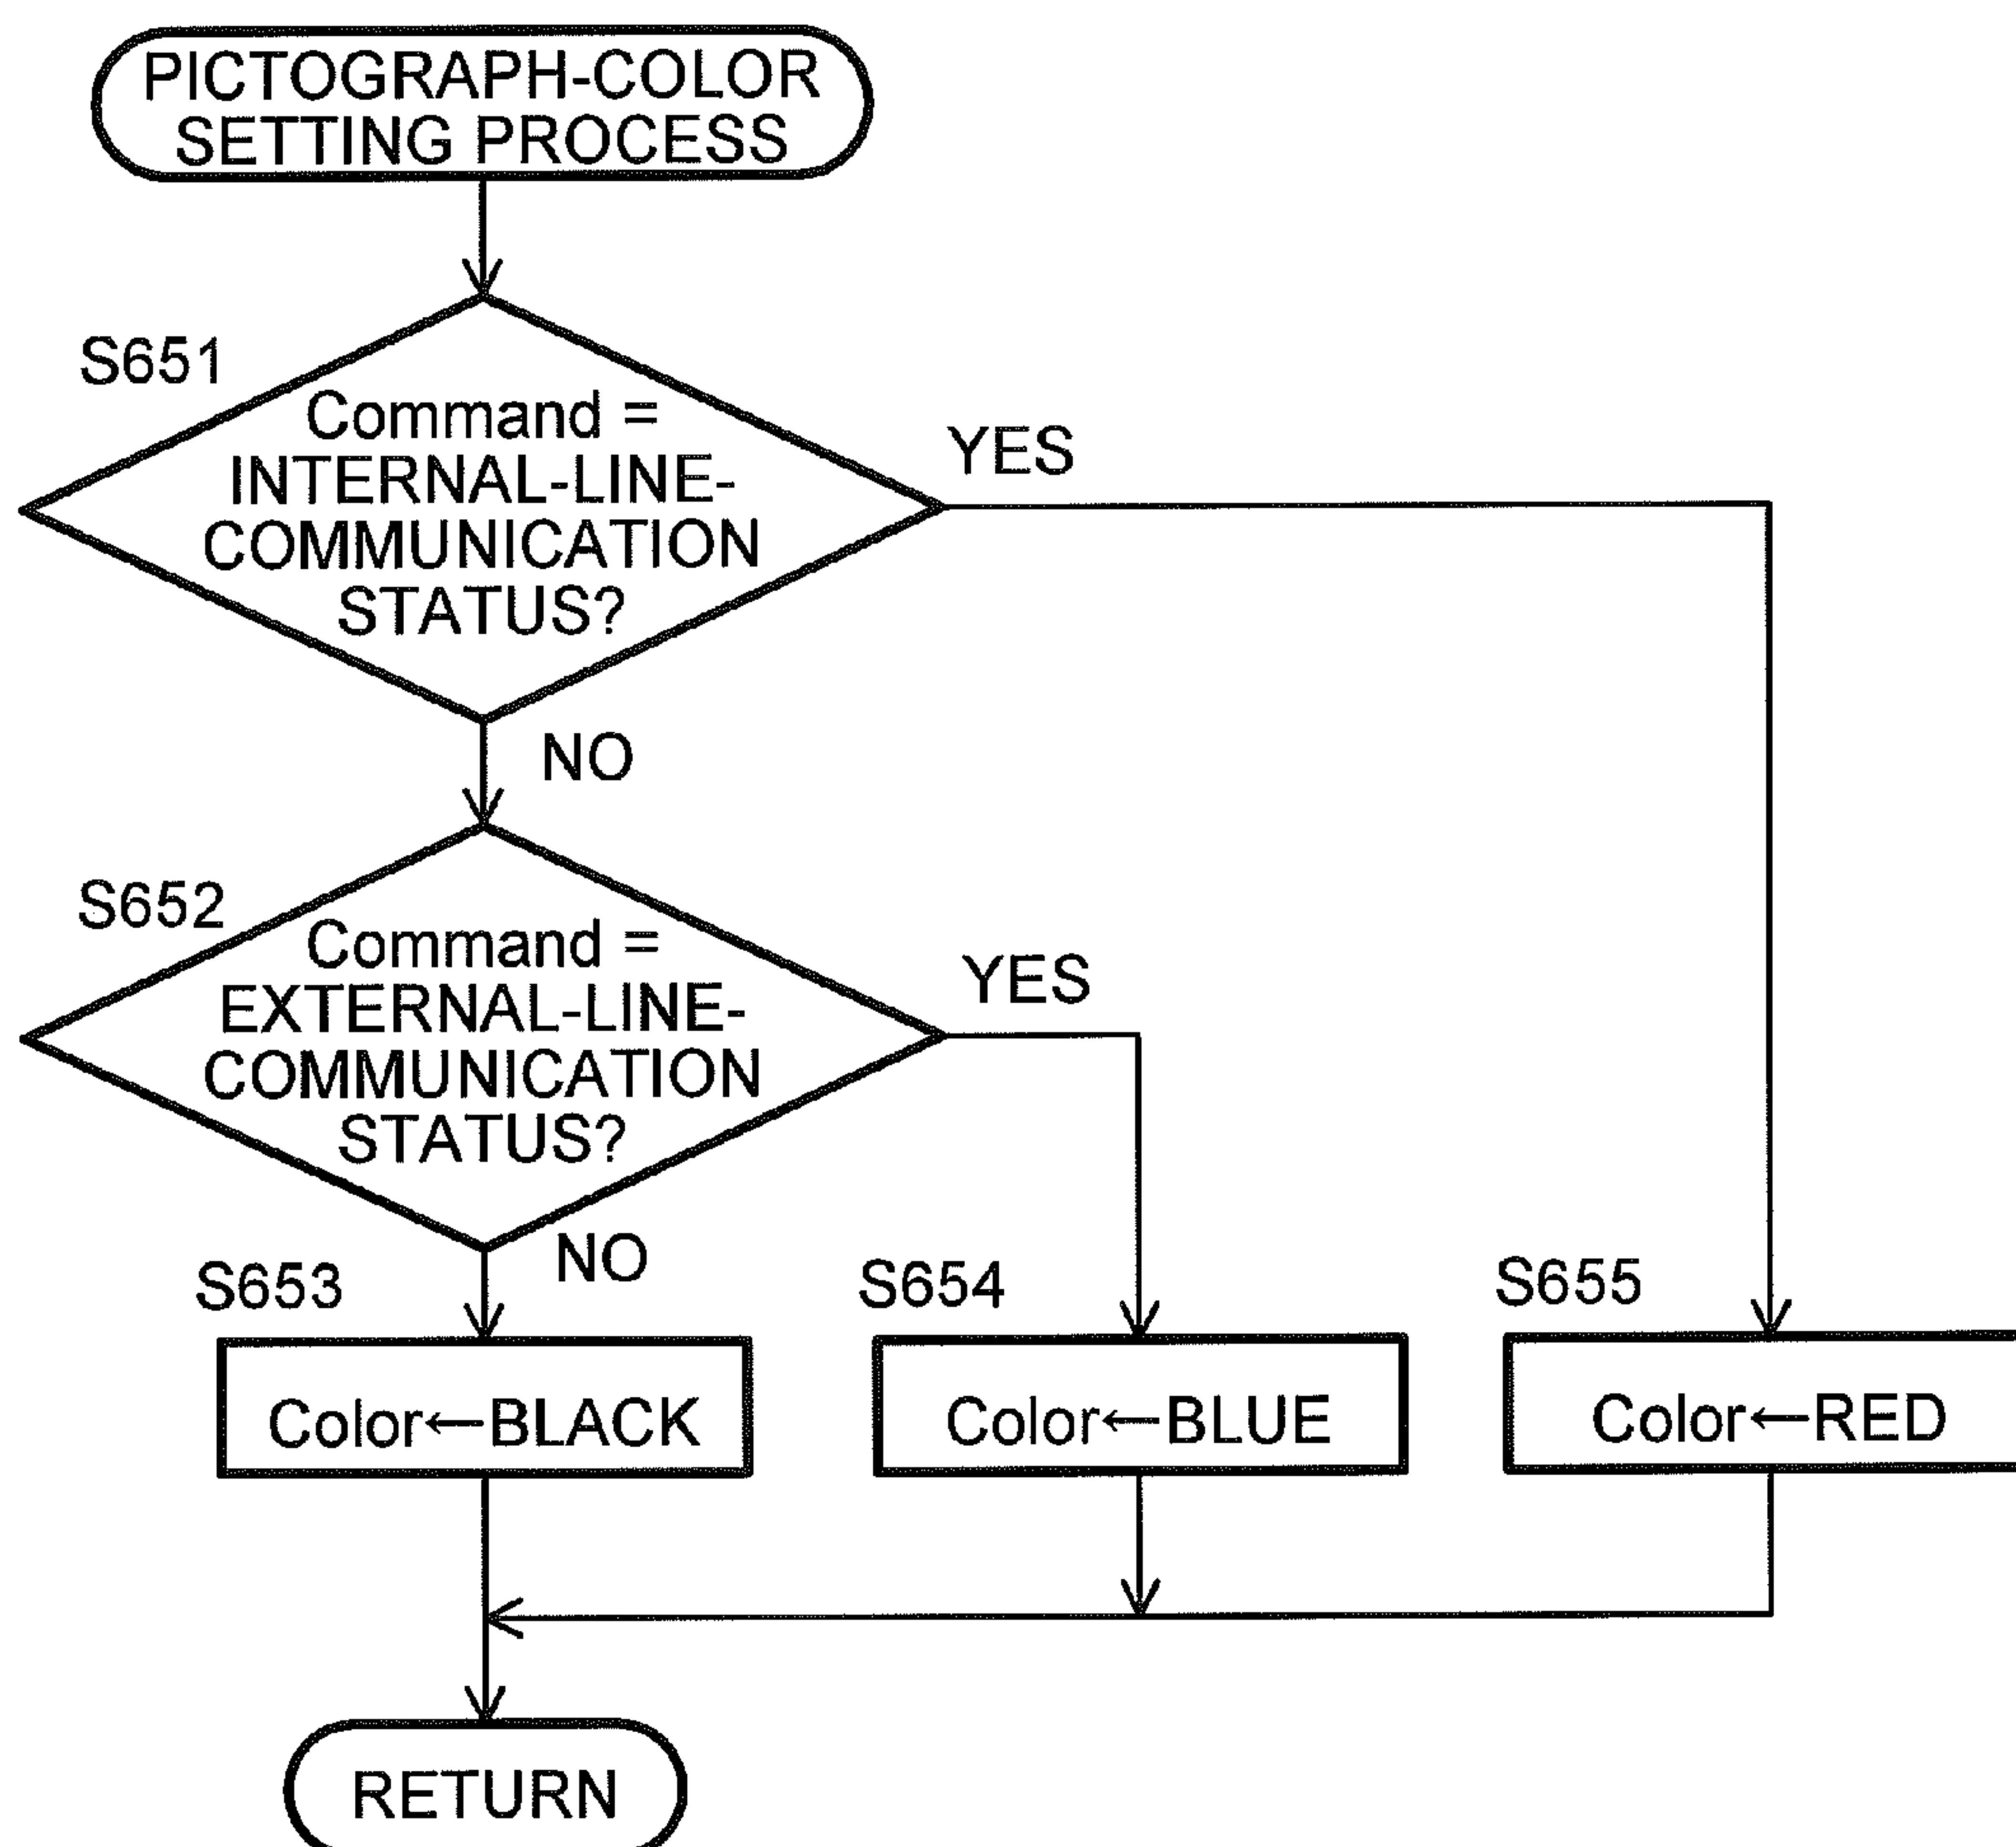 PICTOGRAPH-COLOR
SETTING PROCESS
S651
Command =
INTERNAL-LINE-
COMMUNICATION
STATUS?
YES
NO
S652
Command =
EXTERNAL-LINE-
COMMUNICATION
STATUS?
YES
NO
S653
S654
S655
Color←BLACK
Color←BLUE
Color←RED
RETURN